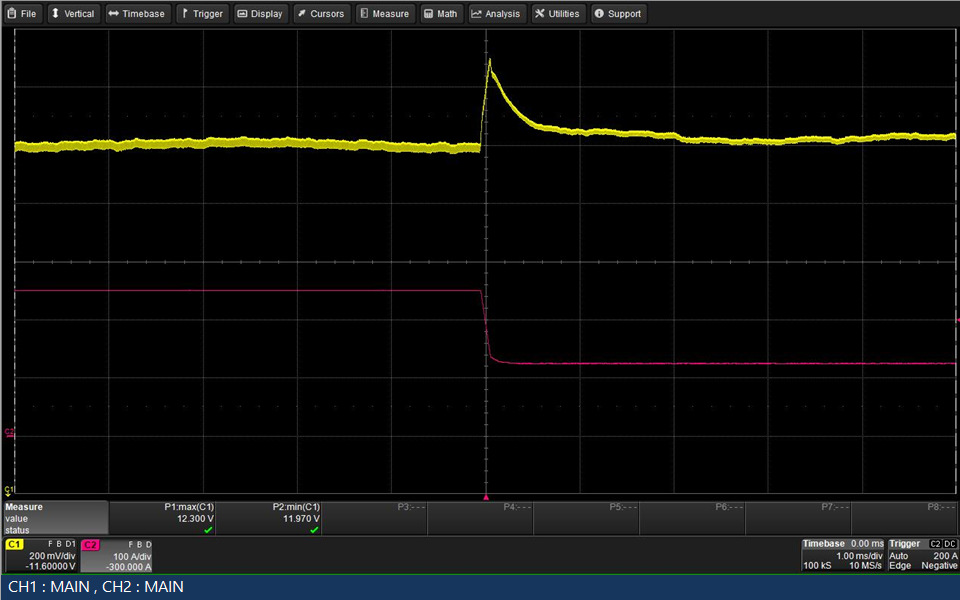 File Vertical Timebase Trigger Display Cursors Measure Math Analysis Utilities Support
C2
C1
Measure P1:max(C1) P2:min(C1) P3:--- P4:--- P5:--- P6:--- P7:--- P8:---
value 12.300 V 11.970 V
status
C1 F B D1 C2 F B D Timebase 0.00 ms Trigger C2 DC
200 mV/div 100 A/div 1.00 ms/div Auto 200 A
-11.60000 V -300.000 A 100 kS 10 MS/s Edge Negative
CH1 : MAIN , CH2 : MAIN